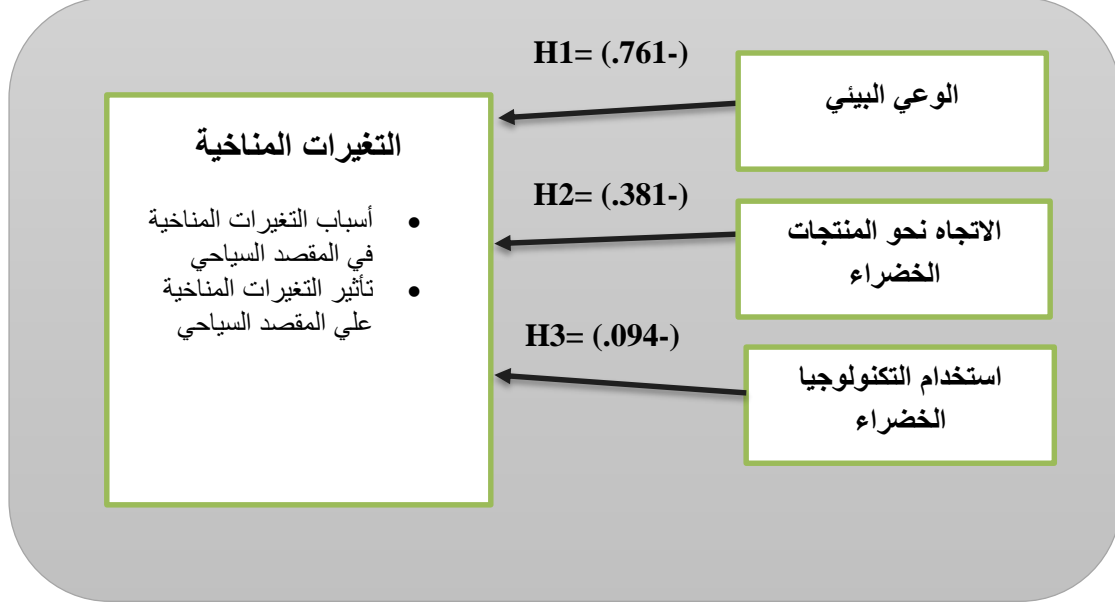 H1= (.761-)
الوعي البيئي
التغيرات المناخية
H2= (.381-)
• أسباب التغيرات المناخية
في المقصد السياحي
• تأثير التغيرات المناخية
علي المقصد السياحي
الاتجاه نحو المنتجات
الخضراء
H3= (.094-)
استخدام التكنولوجيا
الخضراء